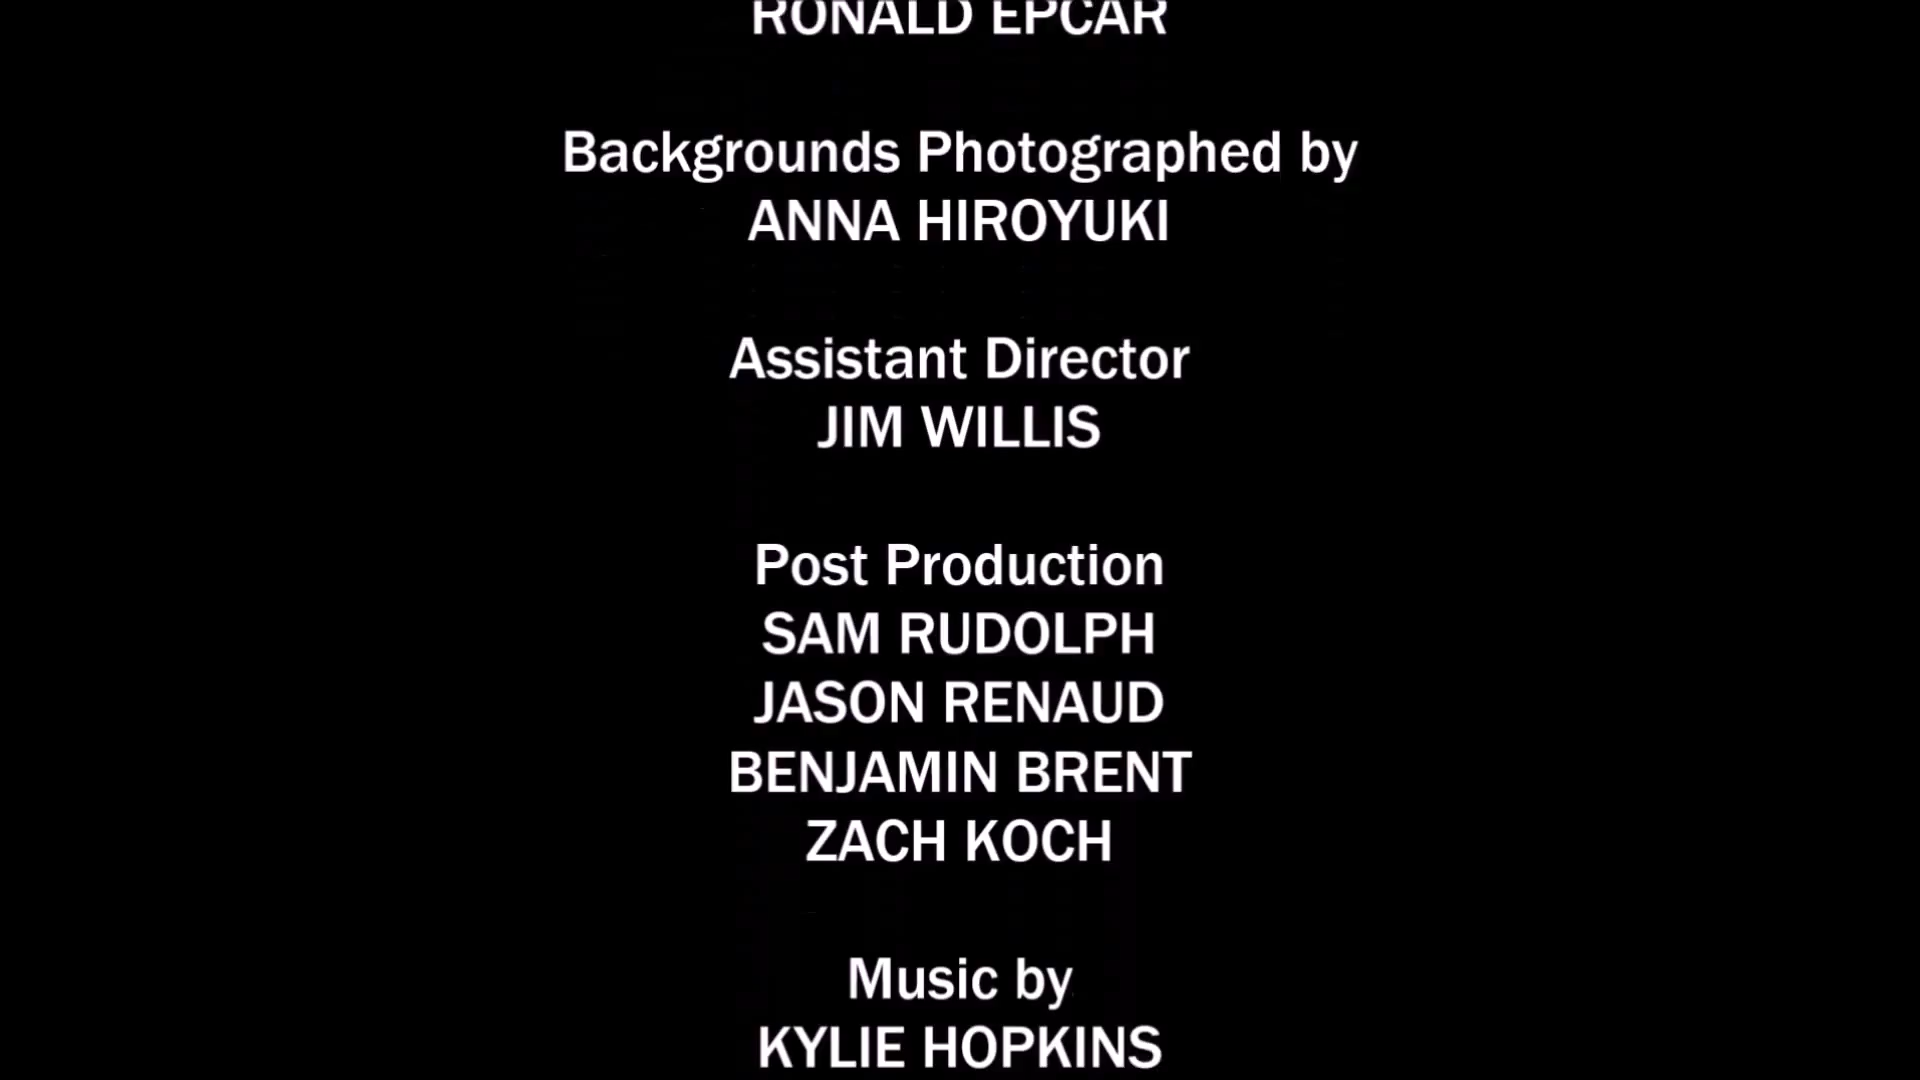 RONALD EPCAR
Backgrounds Photographed by
ANNA HIROYUKI
Assistant Director
JIM WILLIS
Post Production
SAM RUDOLPH
JASON RENAUD
BENJAMIN BRENT
ZACH KOCH
Music by
KYLIE HOPKINS